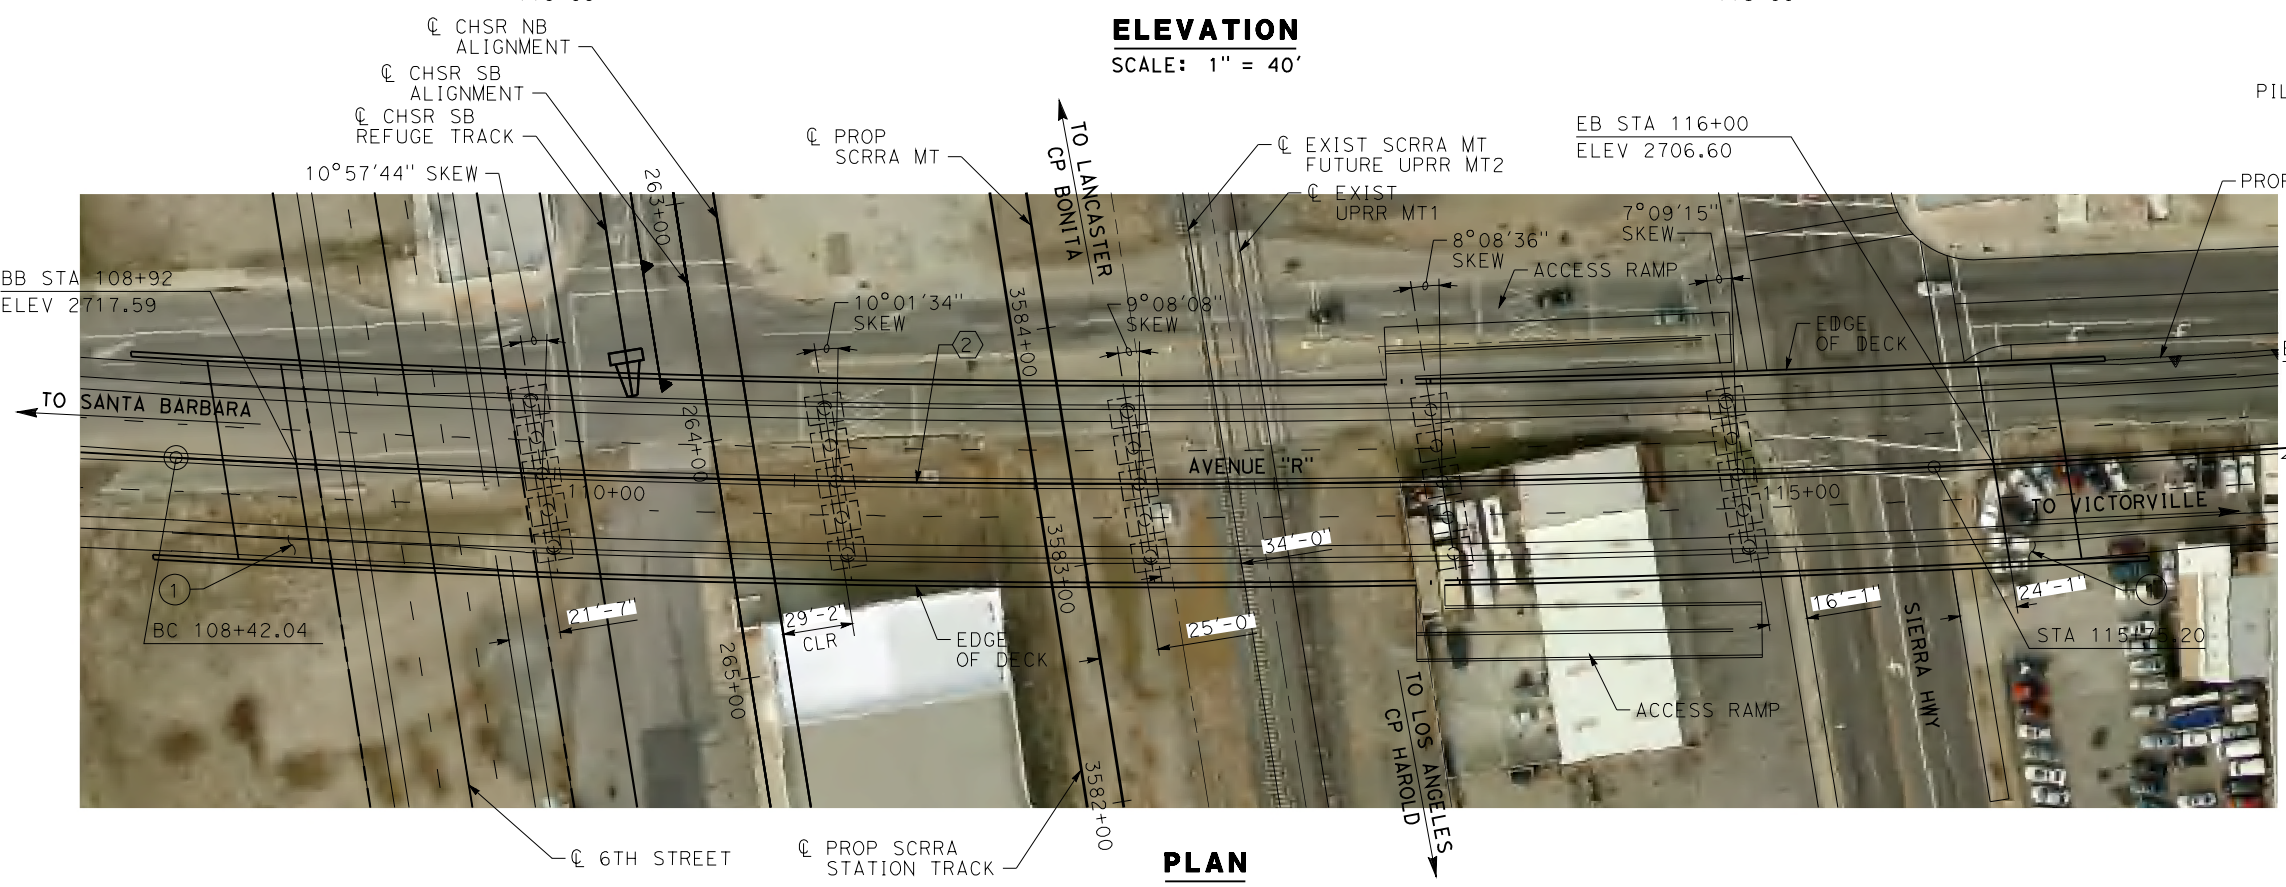 ELEVATION
SCALE: 1" = 40'
℄ CHSR NB
ALIGNMENT
℄ CHSR SB
ALIGNMENT
℄ CHSR SB
REFUGE TRACK
10°57'44" SKEW
℄ PROP
SCRRA MT
TO LANCASTER
CP BONITA
℄ EXIST SCRRA MT
FUTURE UPRR MT2
℄ EXIST
UPRR MT1
EB STA 116+00
ELEV 2706.60
PIL
PROP
7°09'15"
SKEW
8°08'36"
SKEW
ACCESS RAMP
263+00
BB STA 108+92
ELEV 2717.59
10°01'34"
SKEW
9°08'08"
SKEW
3584+00
2
EDGE
OF DECK
TO SANTA BARBARA
264+00
AVENUE "R"
110+00
115+00
TO VICTORVILLE
3583+00
34'-0"
1
21'-7"
29'-2"
CLR
25'-0"
16'-1"
24'-1"
BC 108+42.04
EDGE
OF DECK
265+00
SIERRA HWY
STA 115+75.20
ACCESS RAMP
TO LOS ANGELES
CP HAROLD
3582+00
℄ 6TH STREET
℄ PROP SCRRA
STATION TRACK
PLAN